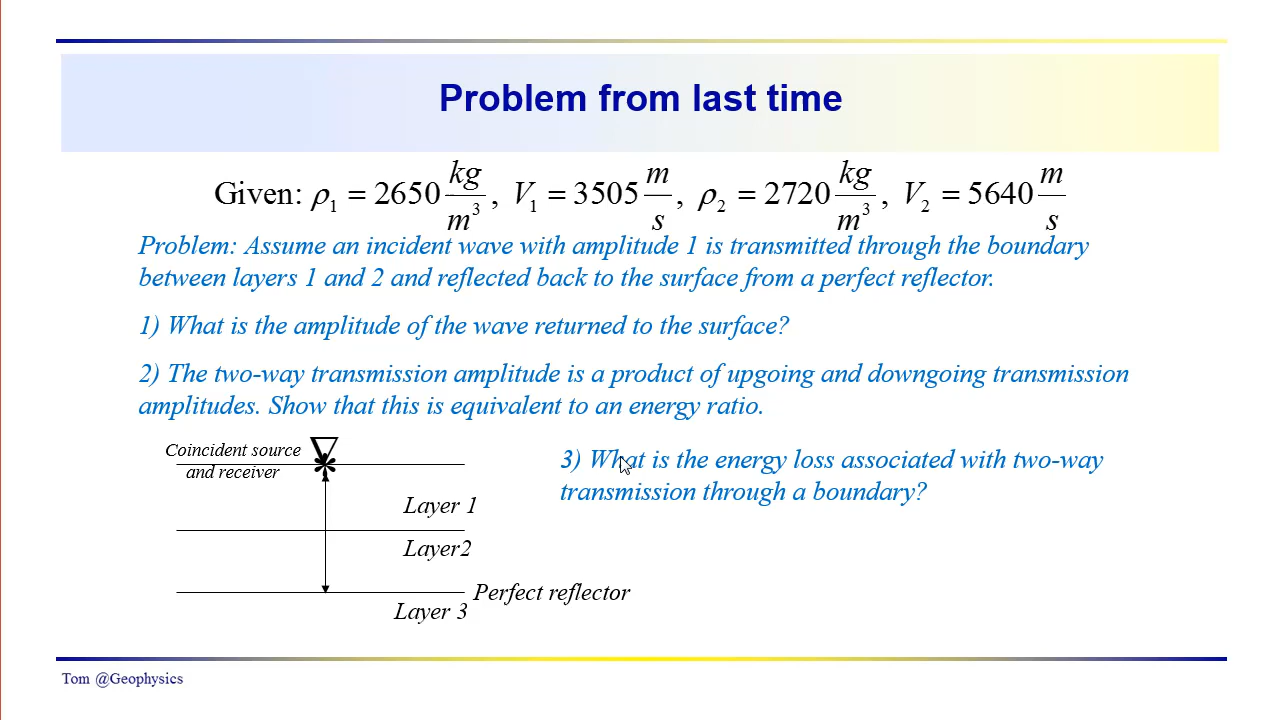 Problem from last time
Given: ρ₁ = 2650 kg/m³, V₁ = 3505 m/s, ρ₂ = 2720 kg/m³, V₂ = 5640 m/s
Problem: Assume an incident wave with amplitude 1 is transmitted through the boundary
between layers 1 and 2 and reflected back to the surface from a perfect reflector.
1) What is the amplitude of the wave returned to the surface?
2) The two-way transmission amplitude is a product of upgoing and downgoing transmission
amplitudes. Show that this is equivalent to an energy ratio.
Coincident source
and receiver
3) What is the energy loss associated with two-way
transmission through a boundary?
Layer 1
Layer2
Perfect reflector
Layer 3
Tom @Geophysics